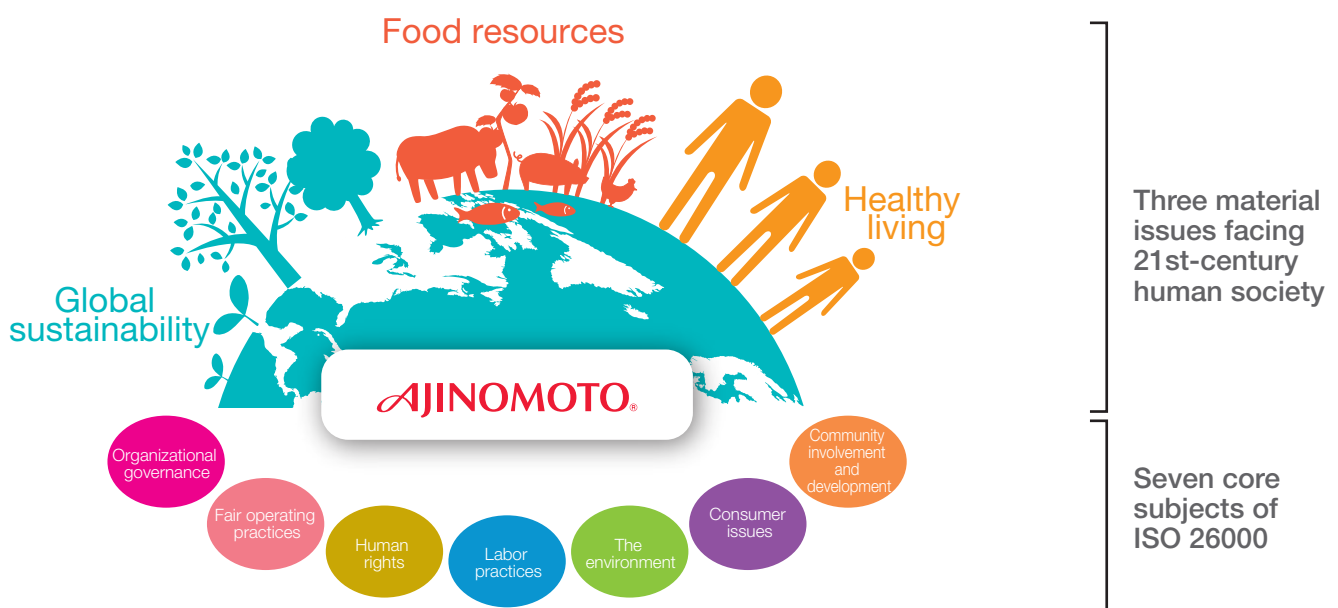 Food resources
Healthy
living
Global
sustainability
AJINOMOTO®
Organizational
governance
Fair operating
practices
Human
rights
Labor
practices
The
environment
Consumer
issues
Community
involvement
and
development
Three material
issues facing
21st-century
human society
Seven core
subjects of
ISO 26000